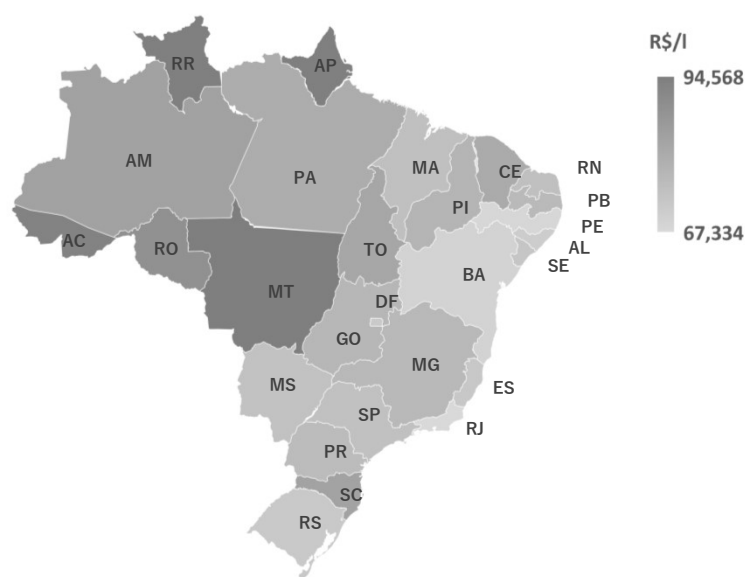 R$/l
94,568
67,334
RR
AP
AM
PA
MA
CE
RN
PI
PB
PE
AC
RO
TO
AL
SE
BA
MT
DF
GO
MG
MS
ES
SP
RJ
PR
SC
RS